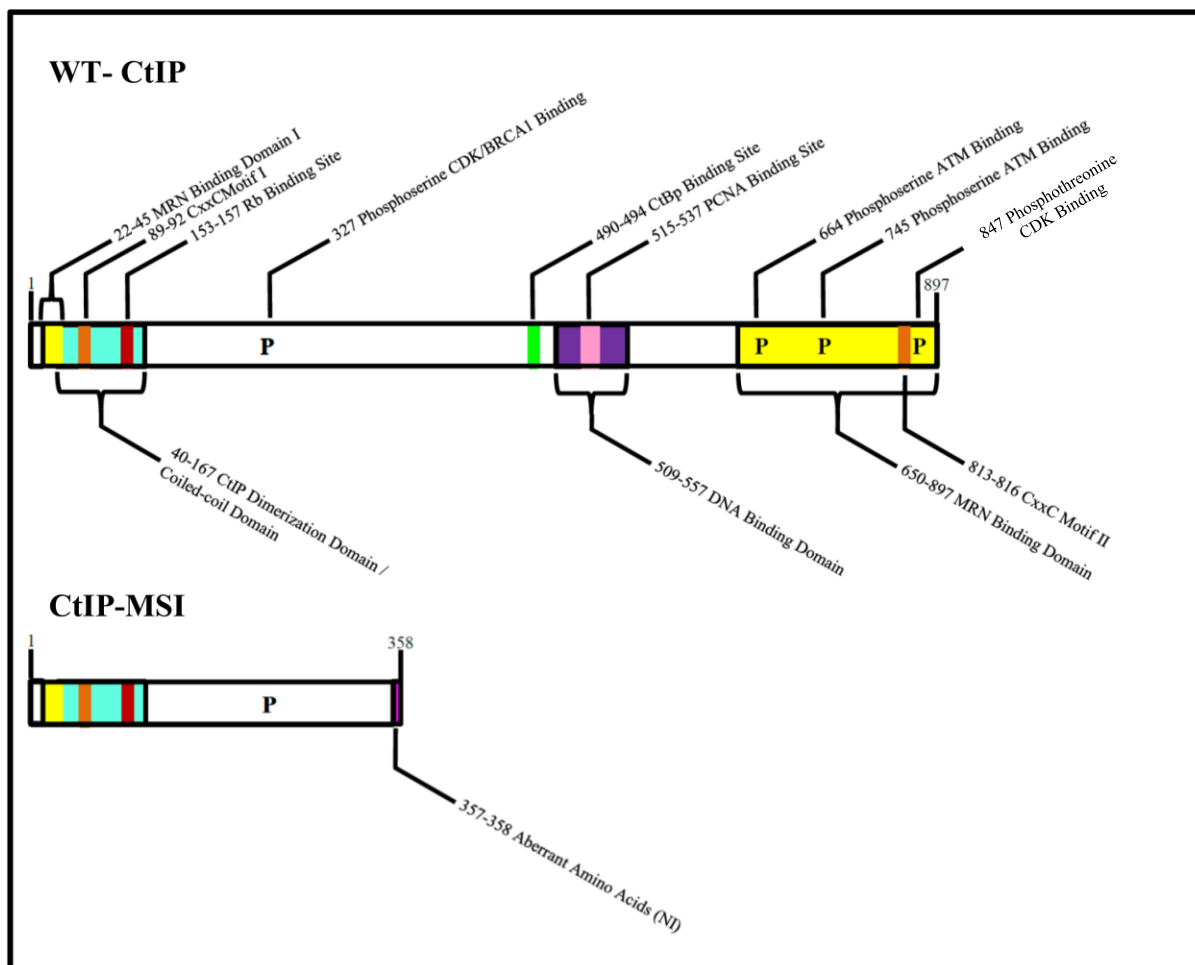 WT- CtIP
22-45 MRN Binding Domain I
89-92 CxxCMotif I
153-157 Rb Binding Site
327 Phosphoserine CDK/BRCA1 Binding
490-494 CtBp Binding Site
515-537 PCNA Binding Site
664 Phosphoserine ATM Binding
745 Phosphoserine ATM Binding
847 Phosphothreonine
CDK Binding
1
897
P
P
P
P
40-167 CtIP Dimerization Domain /
Coiled-coil Domain
509-557 DNA Binding Domain
650-897 MRN Binding Domain
813-816 CxxC Motif II
CtIP-MSI
1
358
P
357-358 Aberrant Amino Acids (NI)